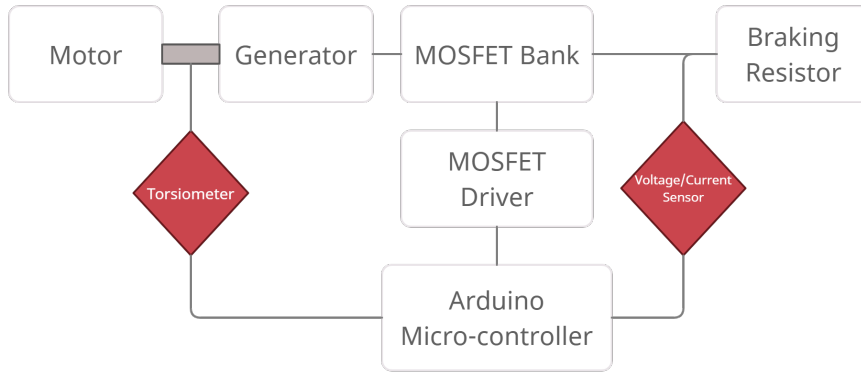 Motor
Generator
MOSFET Bank
Braking
Resistor
MOSFET
Driver
Torsiometer
Voltage/Current
Sensor
Arduino
Micro-controller